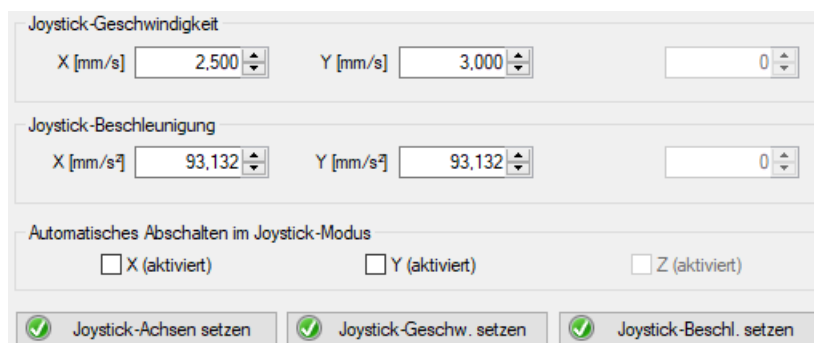 Joystick-Geschwindigkeit
X [mm/s] 2,500 Y [mm/s] 3,000 0
Joystick-Beschleunigung
X [mm/s²] 93,132 Y [mm/s²] 93,132 0
Automatisches Abschalten im Joystick-Modus
X (aktiviert) Y (aktiviert) Z (aktiviert)
Joystick-Achsen setzen Joystick-Geschw. setzen Joystick-Beschl. setzen